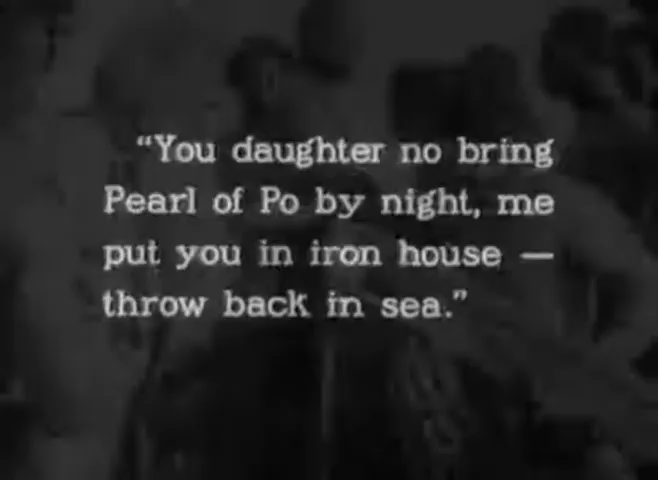 “You daughter no bring
Pearl of Po by night, me
put you in iron house —
throw back in sea.”